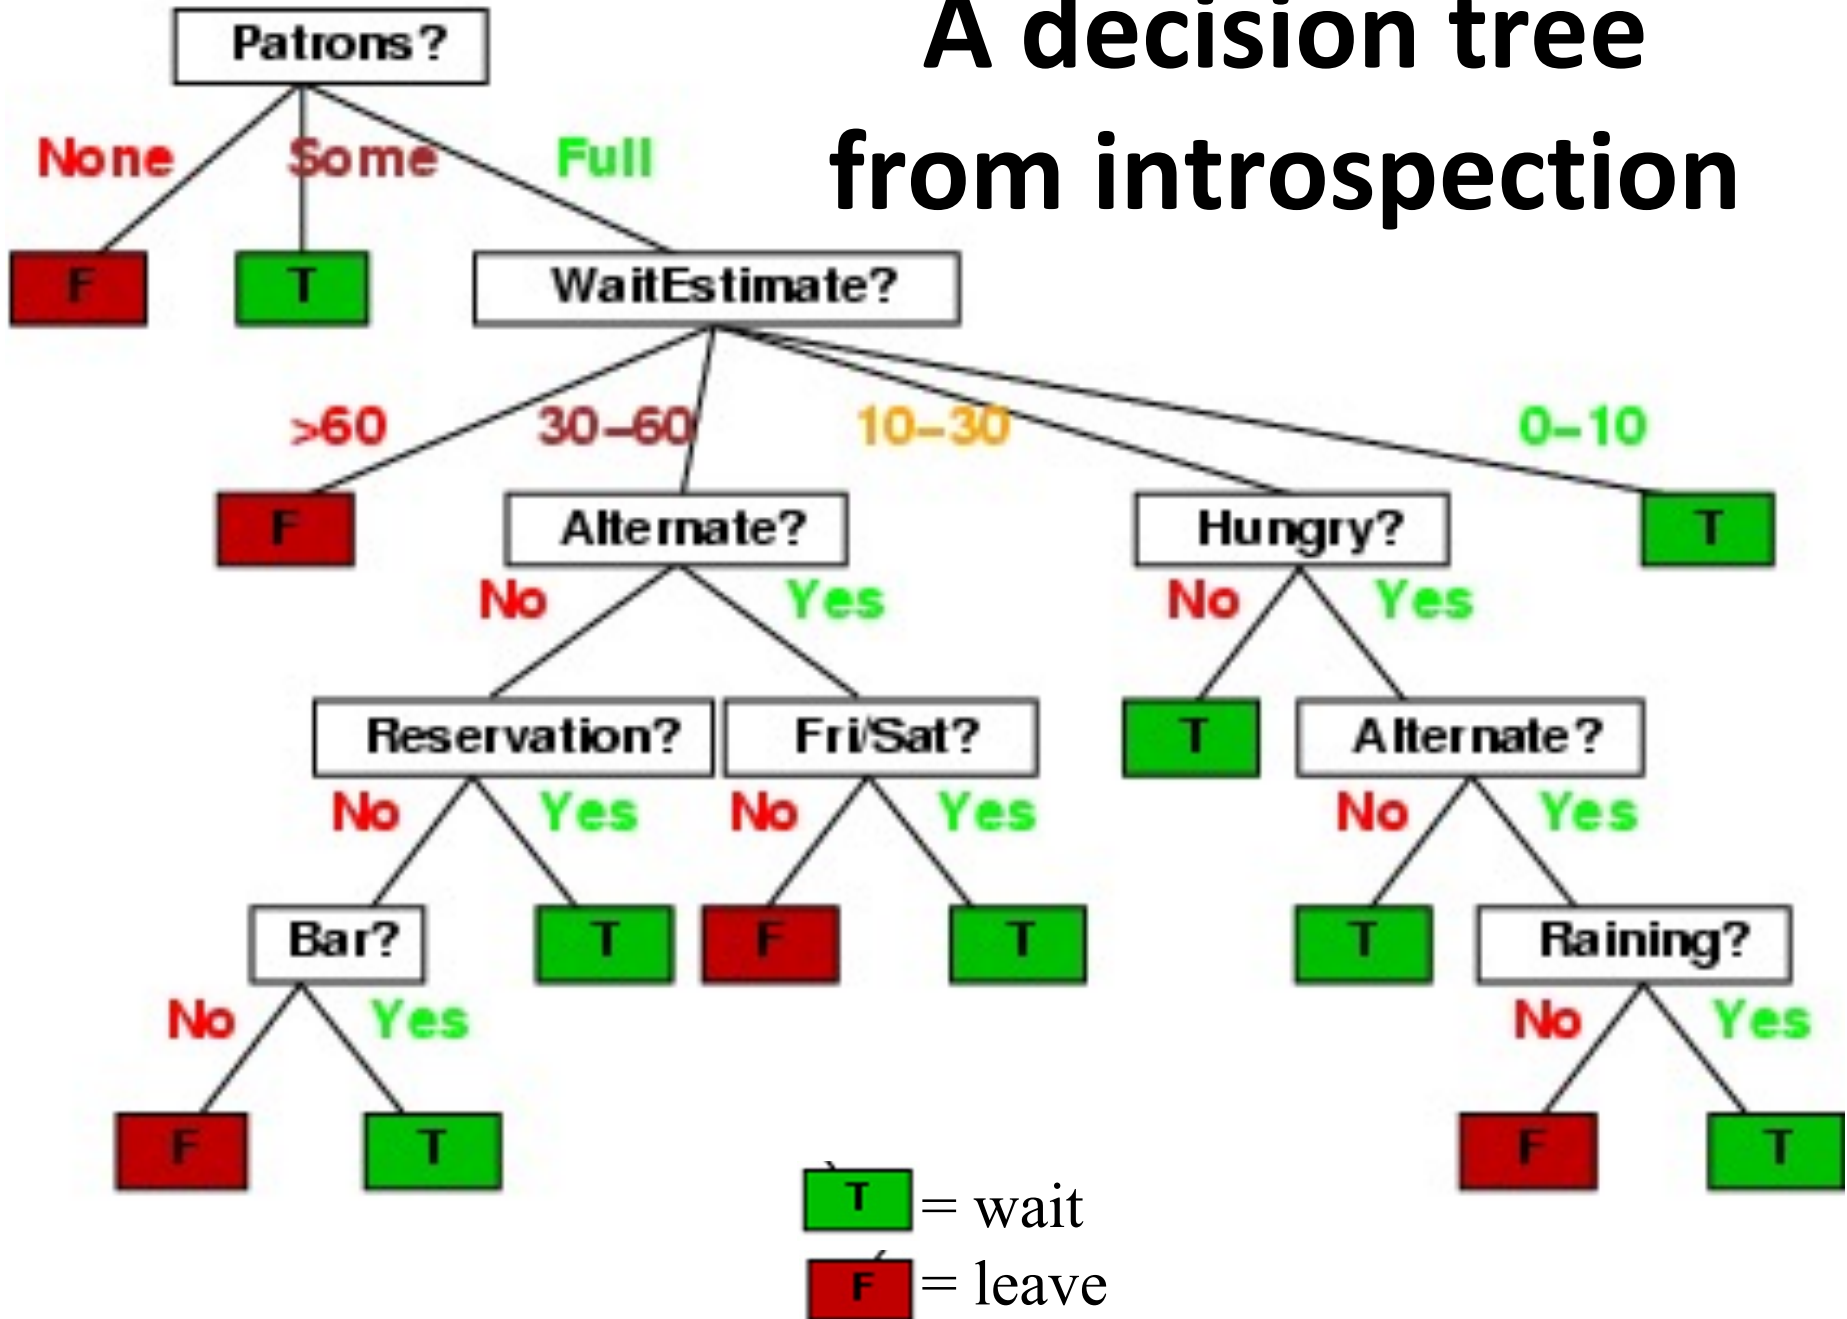 A decision tree
from introspection
Patrons?
None Some Full
F T WaitEstimate?
>60 30–60 10–30 0–10
F Alternate? Hungry? T
No Yes No Yes
Reservation? Fri/Sat? T Alternate?
No Yes No Yes No Yes
Bar? T F T T Raining?
No Yes No Yes
F T F T
T = wait
F = leave